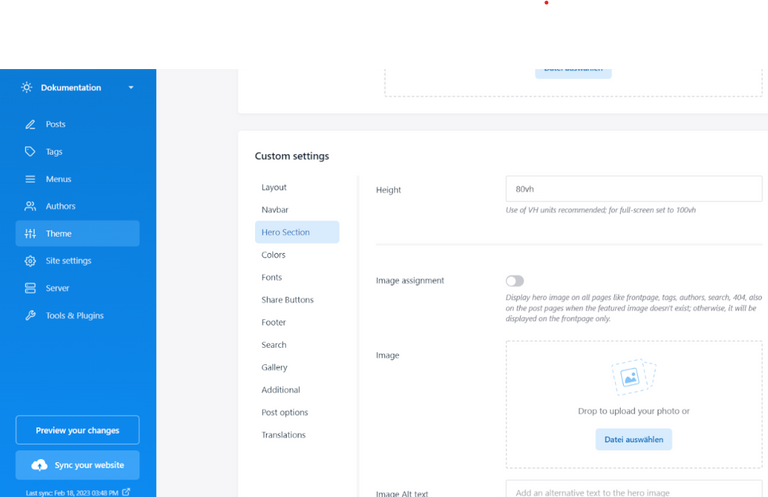 Datei auswählen
Dokumentation
Posts
Tags
Menus
Authors
Theme
Site settings
Server
Tools & Plugins
Preview your changes
Sync your website
Last sync: Feb 18, 2023 03:48 PM
Custom settings
Layout
Navbar
Hero Section
Colors
Fonts
Share Buttons
Footer
Search
Gallery
Additional
Post options
Translations
Height
80vh
Use of VH units recommended; for full-screen set to 100vh
Image assignment
Display hero image on all pages like frontpage, tags, authors, search, 404, also
on the post pages when the featured image doesn't exist; otherwise, it will be
displayed on the frontpage only.
Image
Drop to upload your photo or
Datei auswählen
Image Alt text
Add an alternative text to the hero image